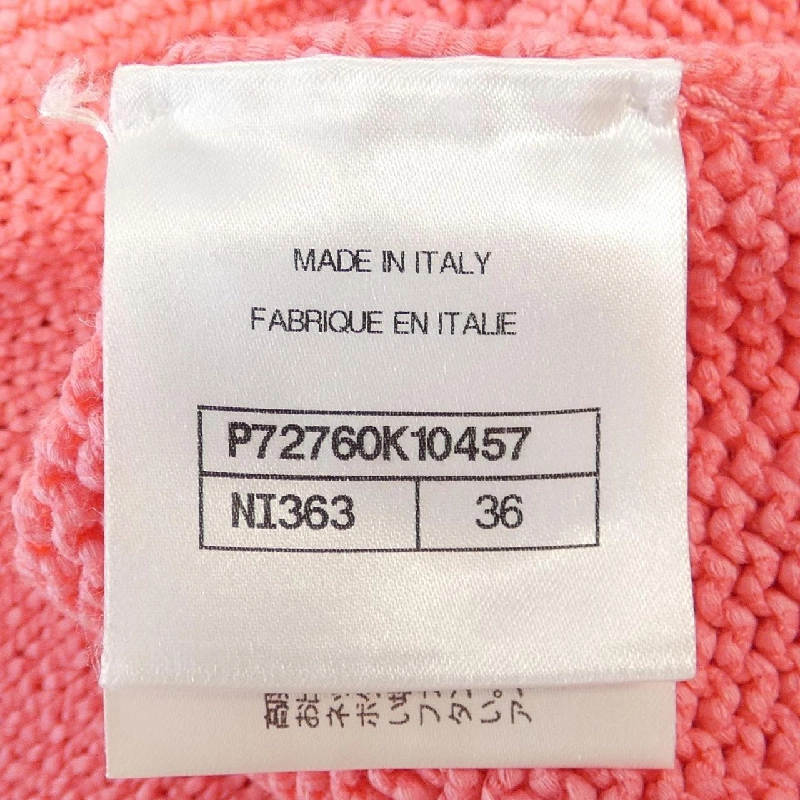 MADE IN ITALY
FABRIQUE EN ITALIE
P72760K10457
NI363 36